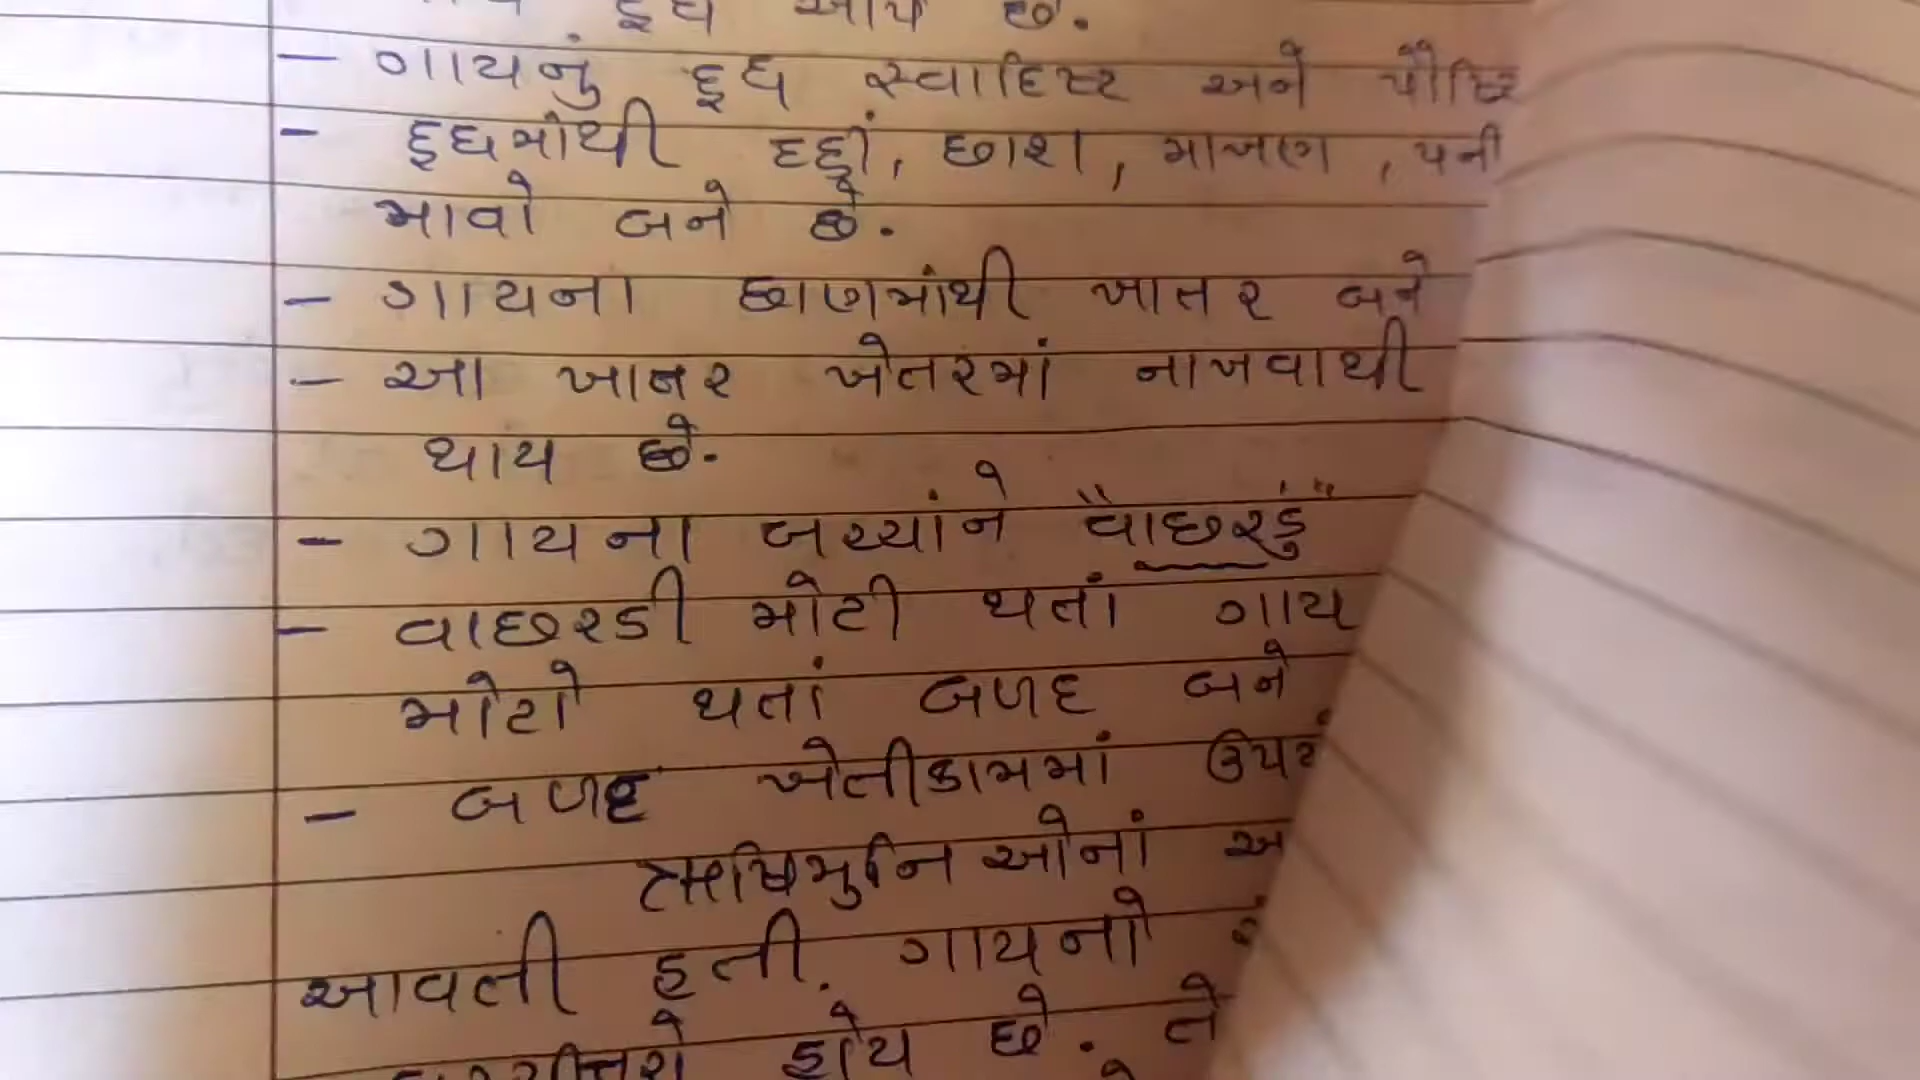 દૂધ આપે છે.
- ગાયનું દૂધ સ્વાદિષ્ટ અને
- દૂધમાંથી દહીં, છાશ, માખણ, પની
માવો બને છે.
- ગાયના છાણમાંથી ખાતર બને
- આ ખાતર ખેતરમાં નાખવાથી
થાય છે.
- ગાયના બચ્ચાંને "વાછરડું"
- વાછરડી મોટી થતાં ગાય
મોટો થતાં બળદ બને
- બળદ ખેતીકામમાં ઉપય
ઋષિમુનિઓનાં અ
આવતી હતી. ગાયનો
હોય છે. તે